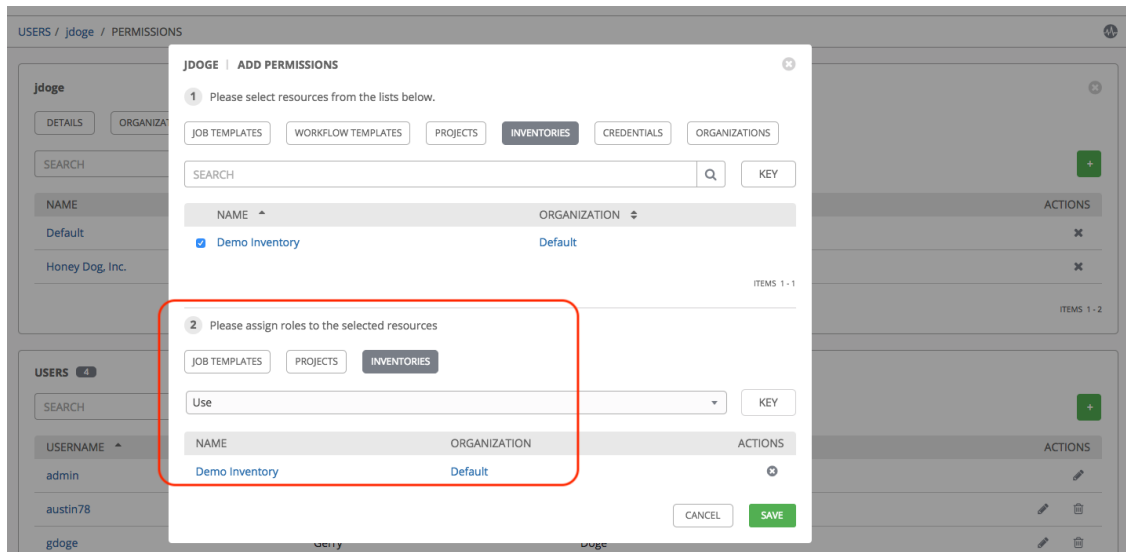 USERS / jdoge / PERMISSIONS
JDOGE | ADD PERMISSIONS
1 Please select resources from the lists below.
JOB TEMPLATES WORKFLOW TEMPLATES PROJECTS INVENTORIES CREDENTIALS ORGANIZATIONS
SEARCH KEY
NAME ORGANIZATION
Demo Inventory Default
ITEMS 1 - 1
2 Please assign roles to the selected resources
JOB TEMPLATES PROJECTS INVENTORIES
Use KEY
NAME ORGANIZATION ACTIONS
Demo Inventory Default
CANCEL SAVE
jdoge
DETAILS
SEARCH +
NAME ACTIONS
Default
Honey Dog, Inc.
ITEMS 1 - 2
USERS 4
SEARCH +
USERNAME ACTIONS
admin
austin78
gdoge Gerry Doge